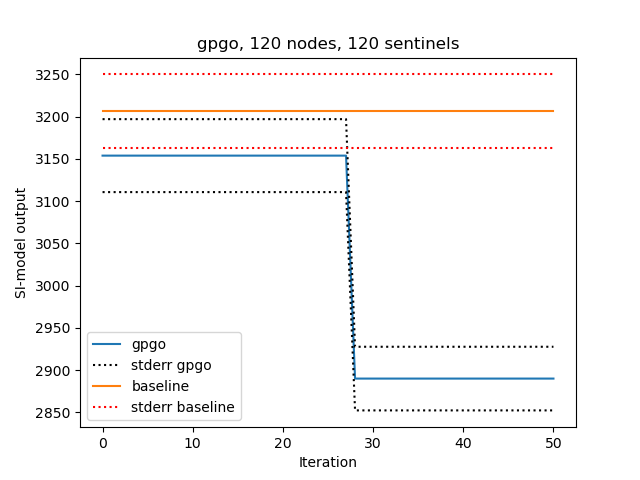 gpgo, 120 nodes, 120 sentinels
SI-model output
3250
3200
3150
3100
3050
3000
2950
2900
2850
gpgo
stderr gpgo
baseline
stderr baseline
0 10 20 30 40 50
Iteration